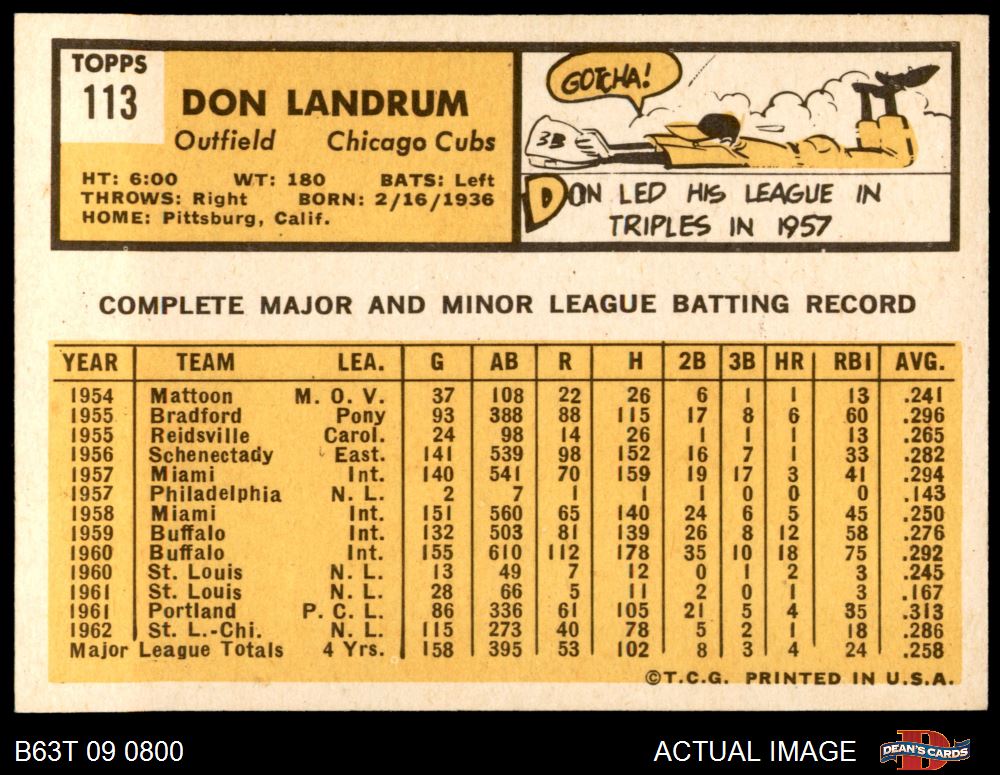 TOPPS
113
DON LANDRUM
Outfield Chicago Cubs
HT: 6:00 WT: 180 BATS: Left
THROWS: Right BORN: 2/16/1936
HOME: Pittsburg, Calif.
GOTCHA!
3B
DON LED HIS LEAGUE IN
TRIPLES IN 1957
COMPLETE MAJOR AND MINOR LEAGUE BATTING RECORD
YEAR TEAM LEA. G AB R H 2B 3B HR RBI AVG.
1954 Mattoon M. O. V. 37 108 22 26 6 1 1 13 .241
1955 Bradford Pony 93 388 88 115 17 8 6 60 .296
1955 Reidsville Carol. 24 98 14 26 1 1 1 13 .265
1956 Schenectady East. 141 539 98 152 16 7 1 33 .282
1957 Miami Int. 140 541 70 159 19 17 3 41 .294
1957 Philadelphia N. L. 2 7 1 1 1 0 0 0 .143
1958 Miami Int. 151 560 65 140 24 6 5 45 .250
1959 Buffalo Int. 132 503 81 139 26 8 12 58 .276
1960 Buffalo Int. 155 610 112 178 35 10 18 75 .292
1960 St. Louis N. L. 13 49 7 12 0 1 2 3 .245
1961 St. Louis N. L. 28 66 5 11 2 0 1 3 .167
1961 Portland P. C. L. 86 336 61 105 21 5 4 35 .313
1962 St. L.-Chi. N. L. 115 273 40 78 5 2 1 18 .286
Major League Totals 4 Yrs. 158 395 53 102 8 3 4 24 .258
©T.C.G. PRINTED IN U.S.A.
B63T 09 0800 ACTUAL IMAGE DEAN'S CARDS